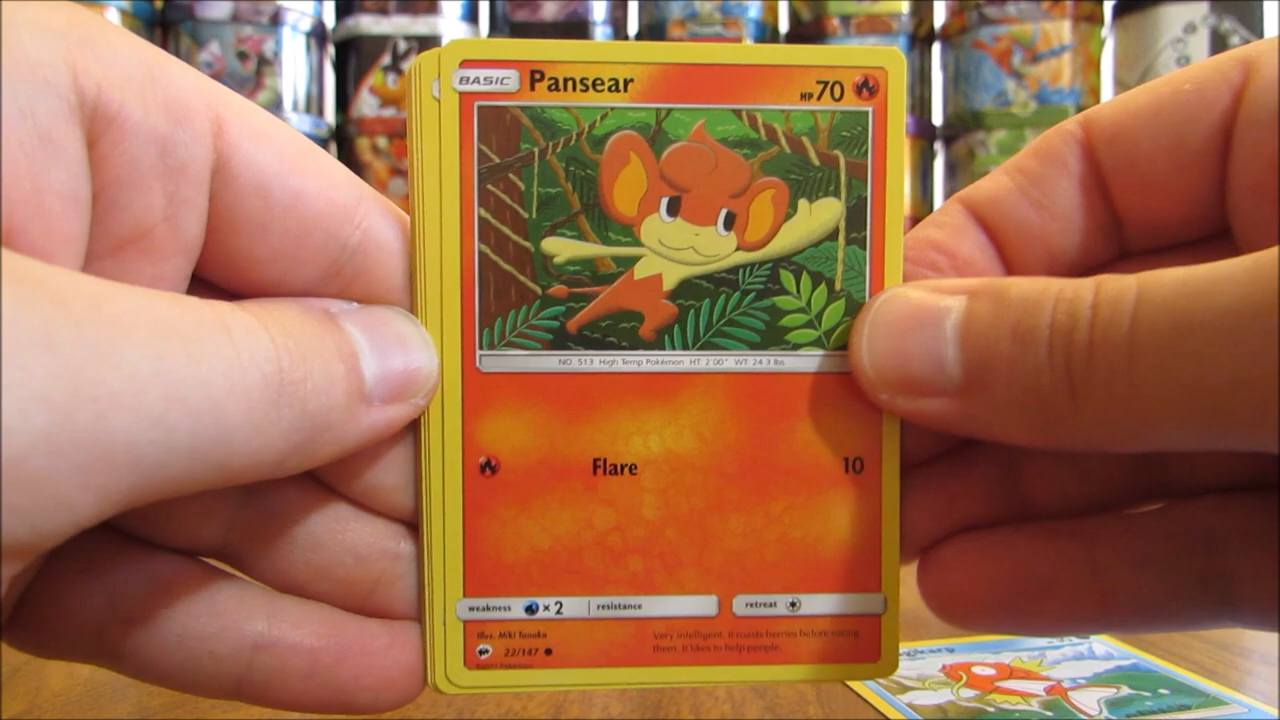 BASIC Pansear HP 70
NO. 513 High Temp Pokémon HT: 2'00" WT: 24.3 lbs.
Flare 10
weakness ×2 resistance retreat
Illus. Miki Tanaka
Very intelligent, it roasts berries before eating
them. It likes to help people.
22/147
©2017 Pokémon